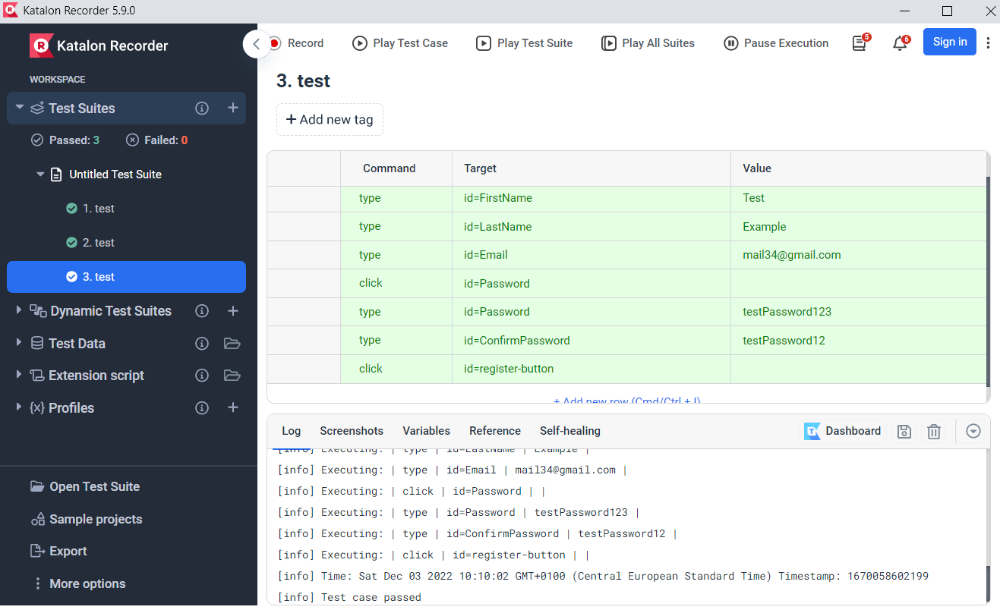 Katalon Recorder 5.9.0
Katalon Recorder
Record
Play Test Case
Play Test Suite
Play All Suites
Pause Execution
5
6
Sign in
WORKSPACE
Test Suites
Passed: 3
Failed: 0
Untitled Test Suite
1. test
2. test
3. test
Dynamic Test Suites
Test Data
Extension script
{x} Profiles
Open Test Suite
Sample projects
Export
More options
3. test
+ Add new tag
Command Target Value
type id=FirstName Test
type id=LastName Example
type id=Email mail34@gmail.com
click id=Password
type id=Password testPassword123
type id=ConfirmPassword testPassword12
click id=register-button
+ Add new row (Cmd/Ctrl + I)
Log Screenshots Variables Reference Self-healing
Dashboard
[info] Executing: | type | id=LastName | Example |
[info] Executing: | type | id=Email | mail34@gmail.com |
[info] Executing: | click | id=Password | |
[info] Executing: | type | id=Password | testPassword123 |
[info] Executing: | type | id=ConfirmPassword | testPassword12 |
[info] Executing: | click | id=register-button | |
[info] Time: Sat Dec 03 2022 10:10:02 GMT+0100 (Central European Standard Time) Timestamp: 1670058602199
[info] Test case passed